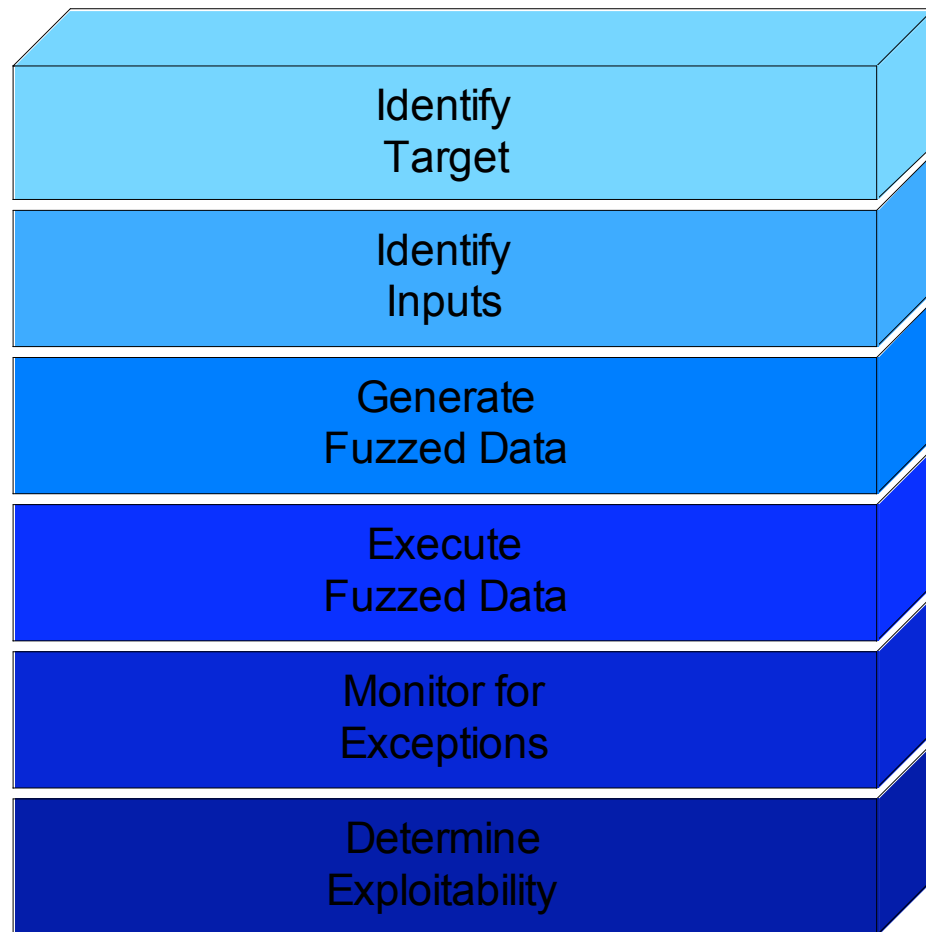 Identify
Target
Identify
Inputs
Generate
Fuzzed Data
Execute
Fuzzed Data
Monitor for
Exceptions
Determine
Exploitability